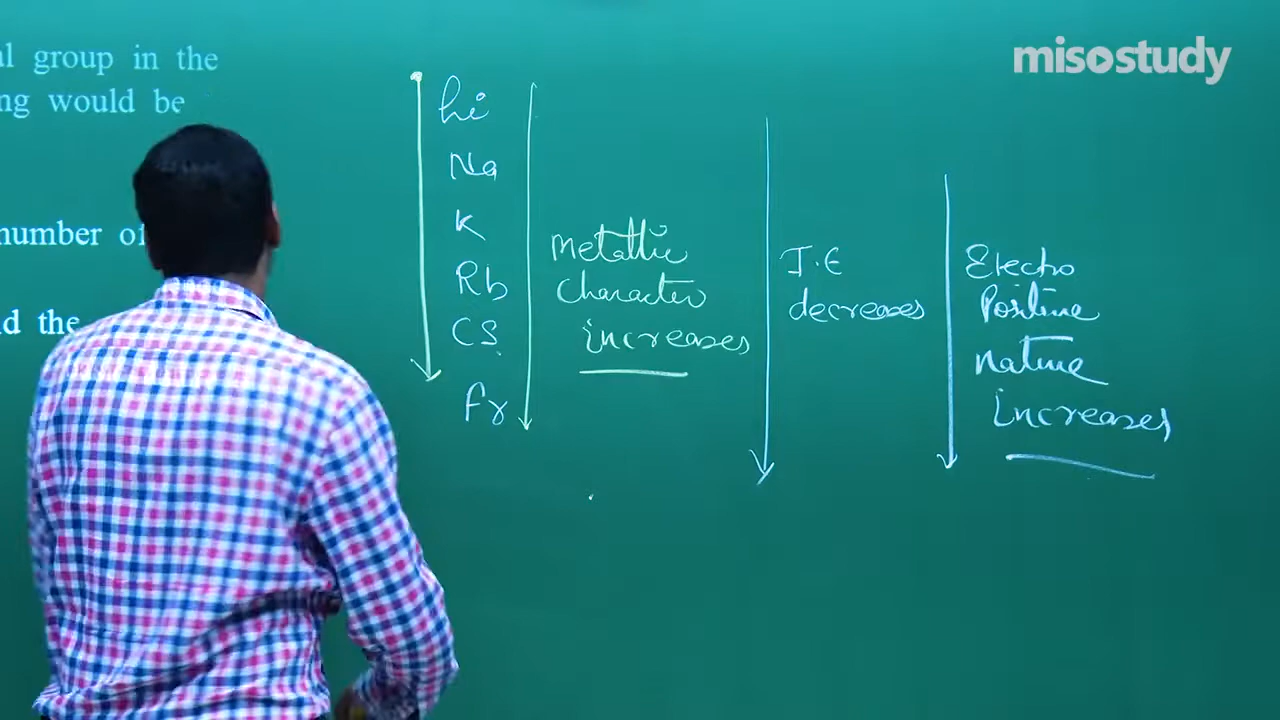 al group in the
ng would be
number of
d the
misostudy
Li
Na
K
Rb
Cs
Fr
Metallic
Character
increases
I.E
decreases
Electro
Positive
Nature
increases